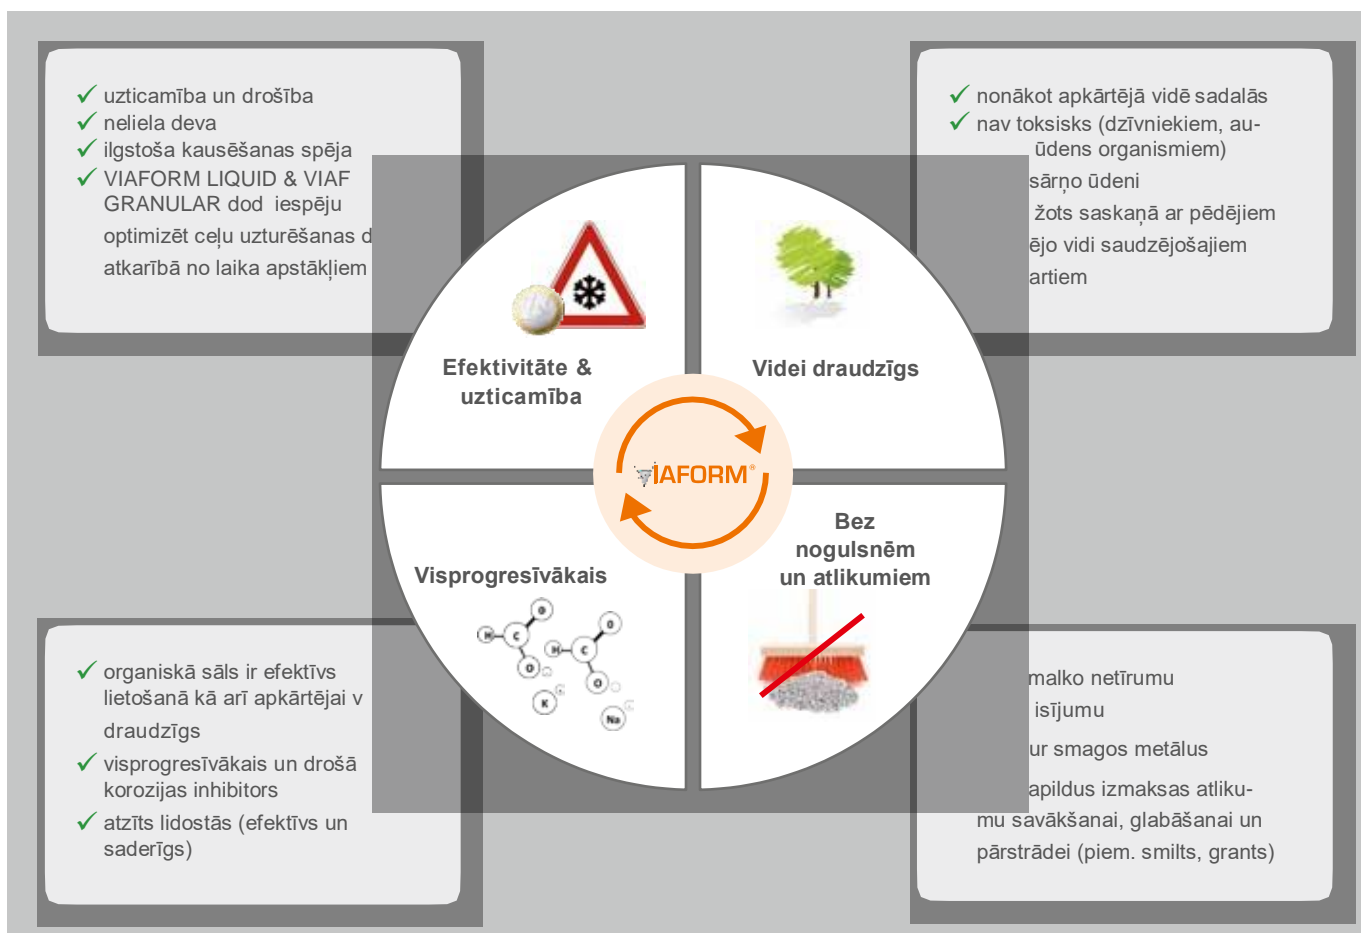 uzticamība un drošība
neliela deva
ilgstoša kausēšanas spēja
VIAFORM LIQUID & VIAF
GRANULAR dod iespēju
optimizēt ceļu uzturēšanas d
atkarībā no laika apstākļiem
nonākot apkārtējā vidē sadalās
nav toksisks (dzīvniekiem, au-
ūdens organismiem)
sārņo ūdeni
žots saskaņā ar pēdējiem
ējo vidi saudzējošajiem
artiem
Efektivitāte &
uzticamība
Videi draudzīgs
VIAFORM®
Visprogresīvākais
H C O O K
H C O O Na
Bez
nogulsnēm
un atlikumiem
organiskā sāls ir efektīvs
lietošanā kā arī apkārtējai v
draudzīgs
visprogresīvākais un drošā
korozijas inhibitors
atzīts lidostās (efektīvs un
saderīgs)
malko netīrumu
isījumu
ur smagos metālus
apildus izmaksas atliku-
mu savākšanai, glabāšanai un
pārstrādei (piem. smilts, grants)